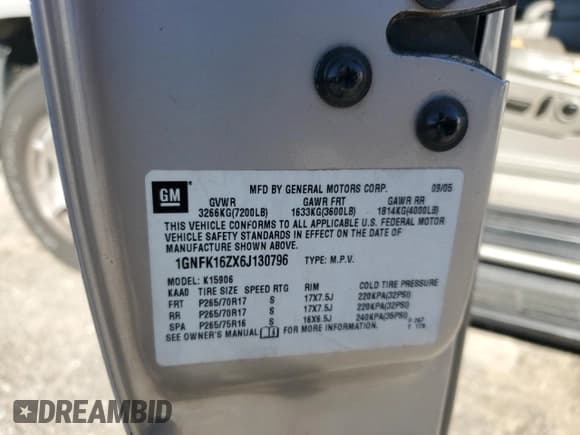 GM
MFD BY GENERAL MOTORS CORP. 09/05
GVWR GAWR FRT GAWR RR
3266KG(7200LB) 1633KG(3600LB) 1814KG(4000LB)
THIS VEHICLE CONFORMS TO ALL APPLICABLE U.S. FEDERAL MOTOR
VEHICLE SAFETY STANDARDS IN EFFECT ON THE DATE OF
MANUFACTURE SHOWN ABOVE.
1GNFK16ZX6J130796 TYPE: M.P.V.
MODEL: K15906
KAA0 TIRE SIZE SPEED RTG RIM COLD TIRE PRESSURE
FRT P265/70R17 S 17X7.5J 220KPA(32PSI)
RR P265/70R17 S 17X7.5J 220KPA(32PSI)
SPA P265/75R16 S 16X6.5J 240KPA(35PSI)
SEE OWNER'S MANUAL FOR MORE INFORMATION.
DREAMBID